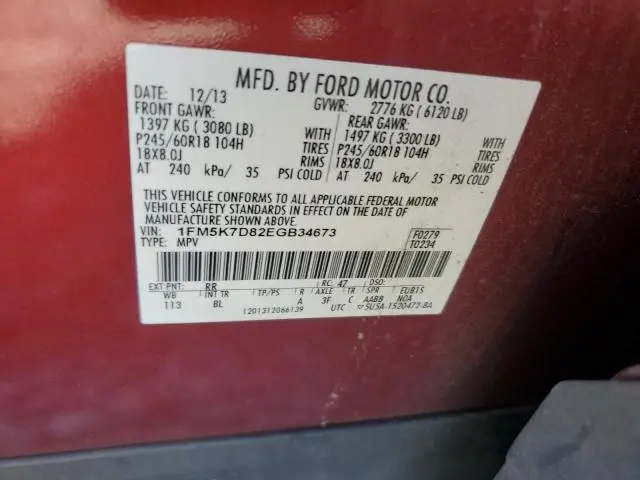 MFD. BY FORD MOTOR CO.
DATE: 12/13 GVWR: 2776 KG ( 6120 LB)
FRONT GAWR: REAR GAWR:
1397 KG ( 3080 LB) WITH 1497 KG ( 3300 LB) WITH
P245/60R18 104H TIRES P245/60R18 104H TIRES
18X8.0J RIMS 18X8.0J RIMS
AT 240 kPa/ 35 PSI COLD AT 240 kPa/ 35 PSI COLD
THIS VEHICLE CONFORMS TO ALL APPLICABLE FEDERAL MOTOR
VEHICLE SAFETY STANDARDS IN EFFECT ON THE DATE OF
MANUFACTURE SHOWN ABOVE.
VIN: 1FM5K7D82EGB34673 F0279
TYPE: MPV T0234
EXT PNT: RR RC: 47 DSO:
WB INT TR TP/PS R AXLE TR SPR EUB15
113 BL A 3F C AABB NOA
1201312066139 UTC 5U5A-1520472-BA